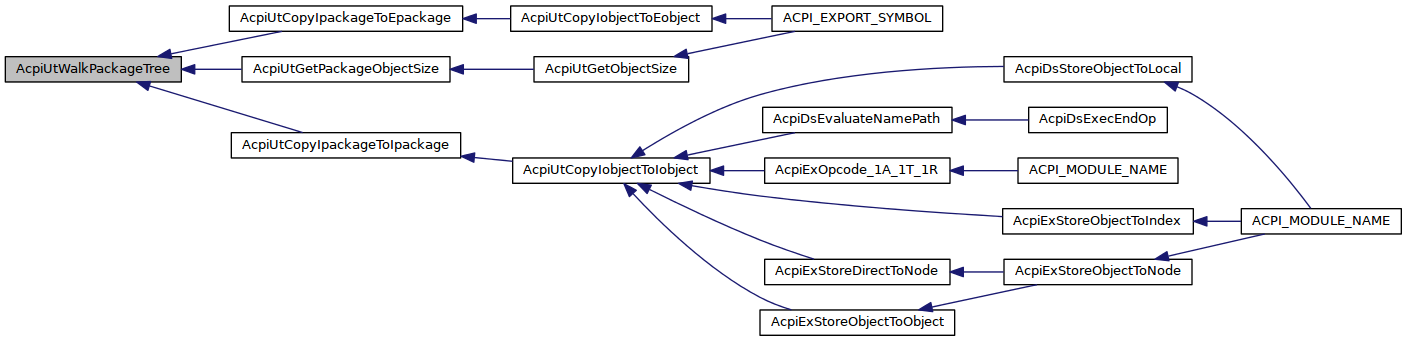 AcpiUtCopyIpackageToEpackage
AcpiUtCopyIobjectToEobject
ACPI_EXPORT_SYMBOL
AcpiUtWalkPackageTree
AcpiUtGetPackageObjectSize
AcpiUtGetObjectSize
AcpiDsStoreObjectToLocal
AcpiDsEvaluateNamePath
AcpiDsExecEndOp
AcpiUtCopyIpackageToIpackage
AcpiUtCopyIobjectToIobject
AcpiExOpcode_1A_1T_1R
ACPI_MODULE_NAME
AcpiExStoreObjectToIndex
ACPI_MODULE_NAME
AcpiExStoreDirectToNode
AcpiExStoreObjectToNode
AcpiExStoreObjectToObject